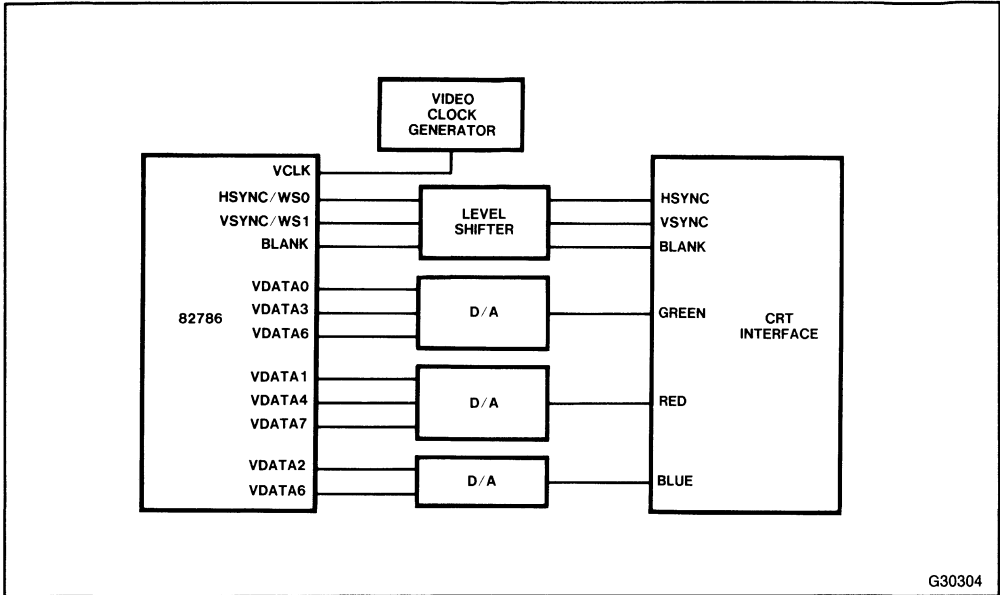 VIDEO
CLOCK
GENERATOR
VCLK
HSYNC/WS0
VSYNC/WS1
BLANK
VDATA0
VDATA3
VDATA6
VDATA1
VDATA4
VDATA7
VDATA2
VDATA6
82786
LEVEL
SHIFTER
D/A
D/A
D/A
HSYNC
VSYNC
BLANK
GREEN
RED
BLUE
CRT
INTERFACE
G30304